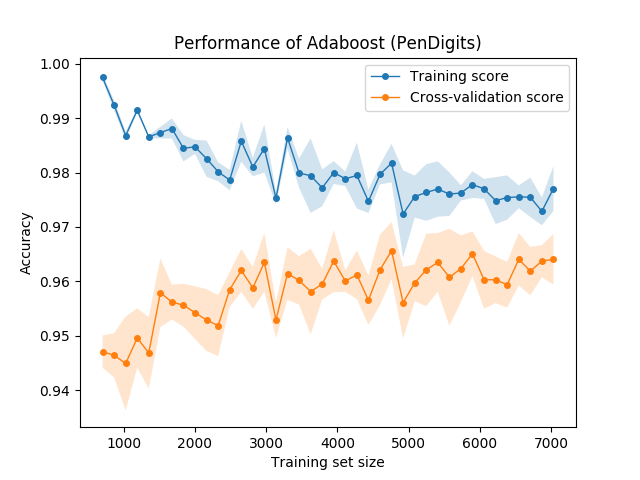 Performance of Adaboost (PenDigits)
Training score
Cross-validation score
1.00
0.99
0.98
0.97
0.96
0.95
0.94
Accuracy
1000 2000 3000 4000 5000 6000 7000
Training set size